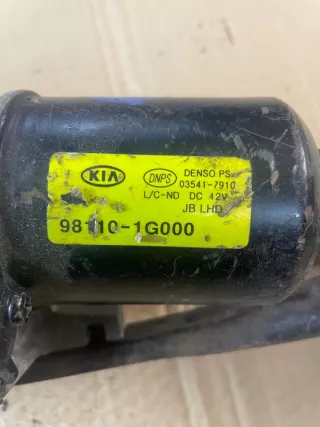 KIA DNPS DENSO PS
03541-7910
L/C-ND DC 12V
JB LHD
98110-1G000